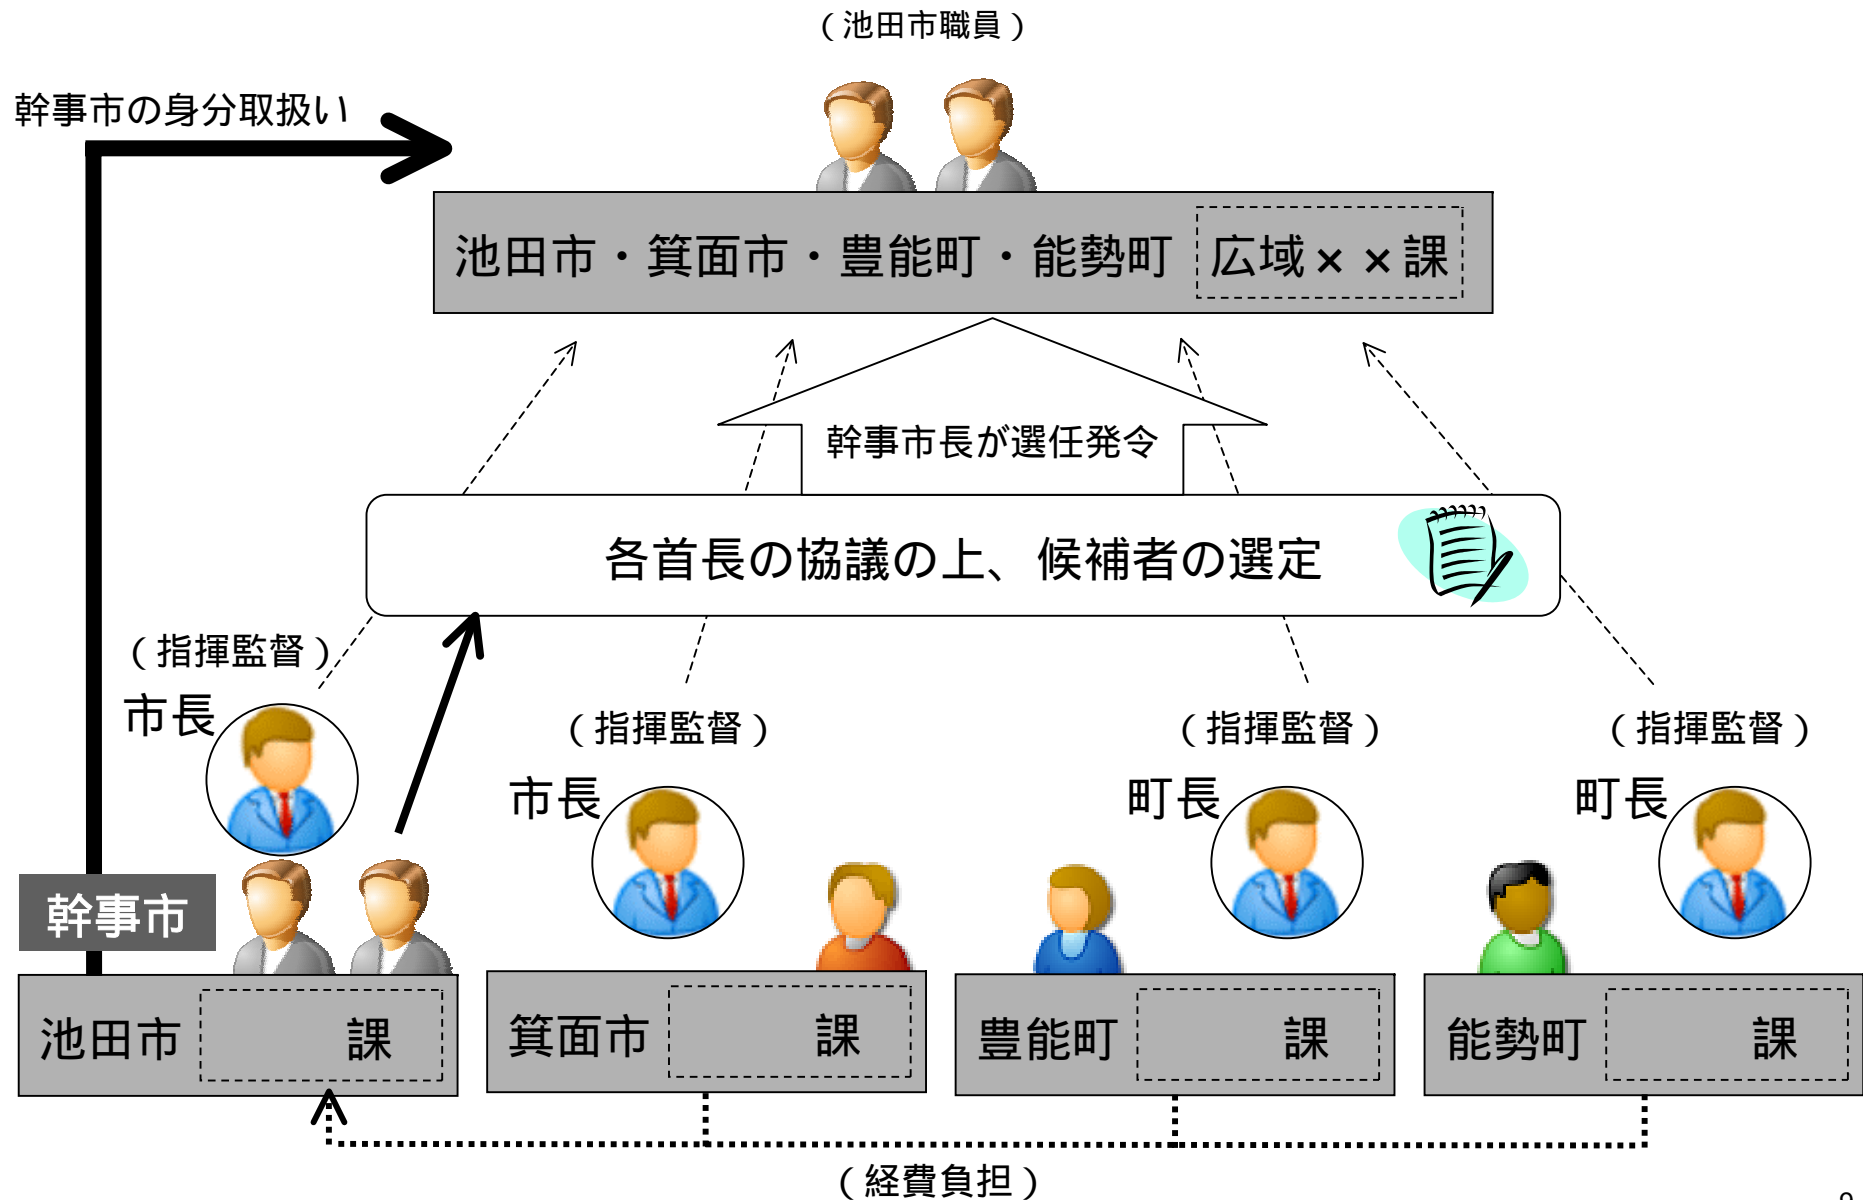 （池田市職員）
幹事市の身分取扱い
池田市・箕面市・豊能町・能勢町 広域××課
幹事市長が選任発令
各首長の協議の上、候補者の選定
（指揮監督）
市長
（指揮監督）
市長
（指揮監督）
町長
（指揮監督）
町長
幹事市
池田市 課
箕面市 課
豊能町 課
能勢町 課
（経費負担）